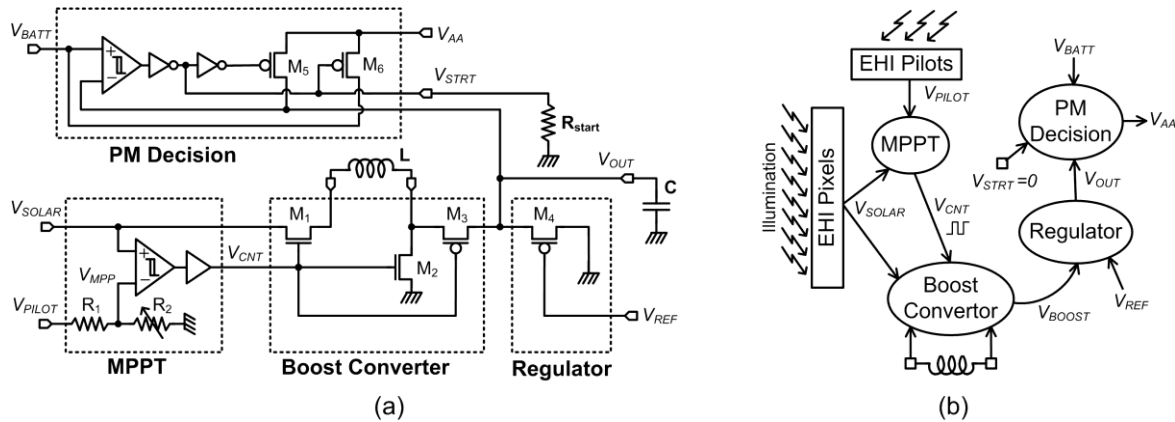 V_BATT
+
−
M5
M6
V_AA
V_STRT
R_start
PM Decision
L
V_OUT
C
V_SOLAR
M1
M3
M4
+
−
V_MPP
V_CNT
M2
V_PILOT
R1
R2
V_REF
MPPT
Boost Converter
Regulator
(a)
EHI Pilots
V_PILOT
V_BATT
PM
Decision
V_AA
MPPT
Illumination
EHI Pixels
V_SOLAR
V_CNT
V_STRT =0
V_OUT
Regulator
Boost
Convertor
V_BOOST
V_REF
(b)